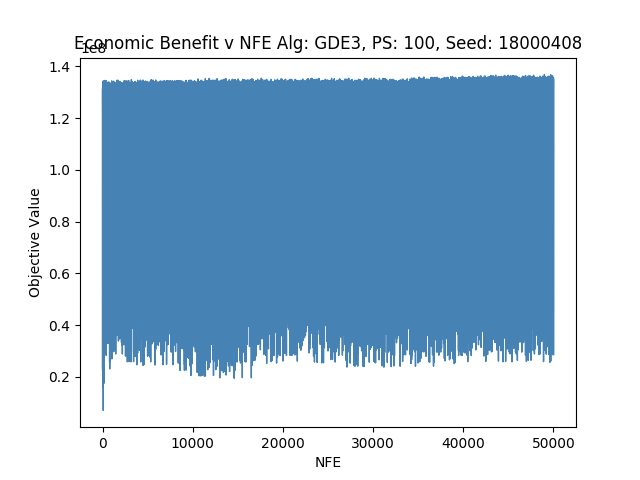 Economic Benefit v NFE Alg: GDE3, PS: 100, Seed: 18000408
1e8
1.4
1.2
1.0
0.8
0.6
0.4
0.2
Objective Value
0 10000 20000 30000 40000 50000
NFE